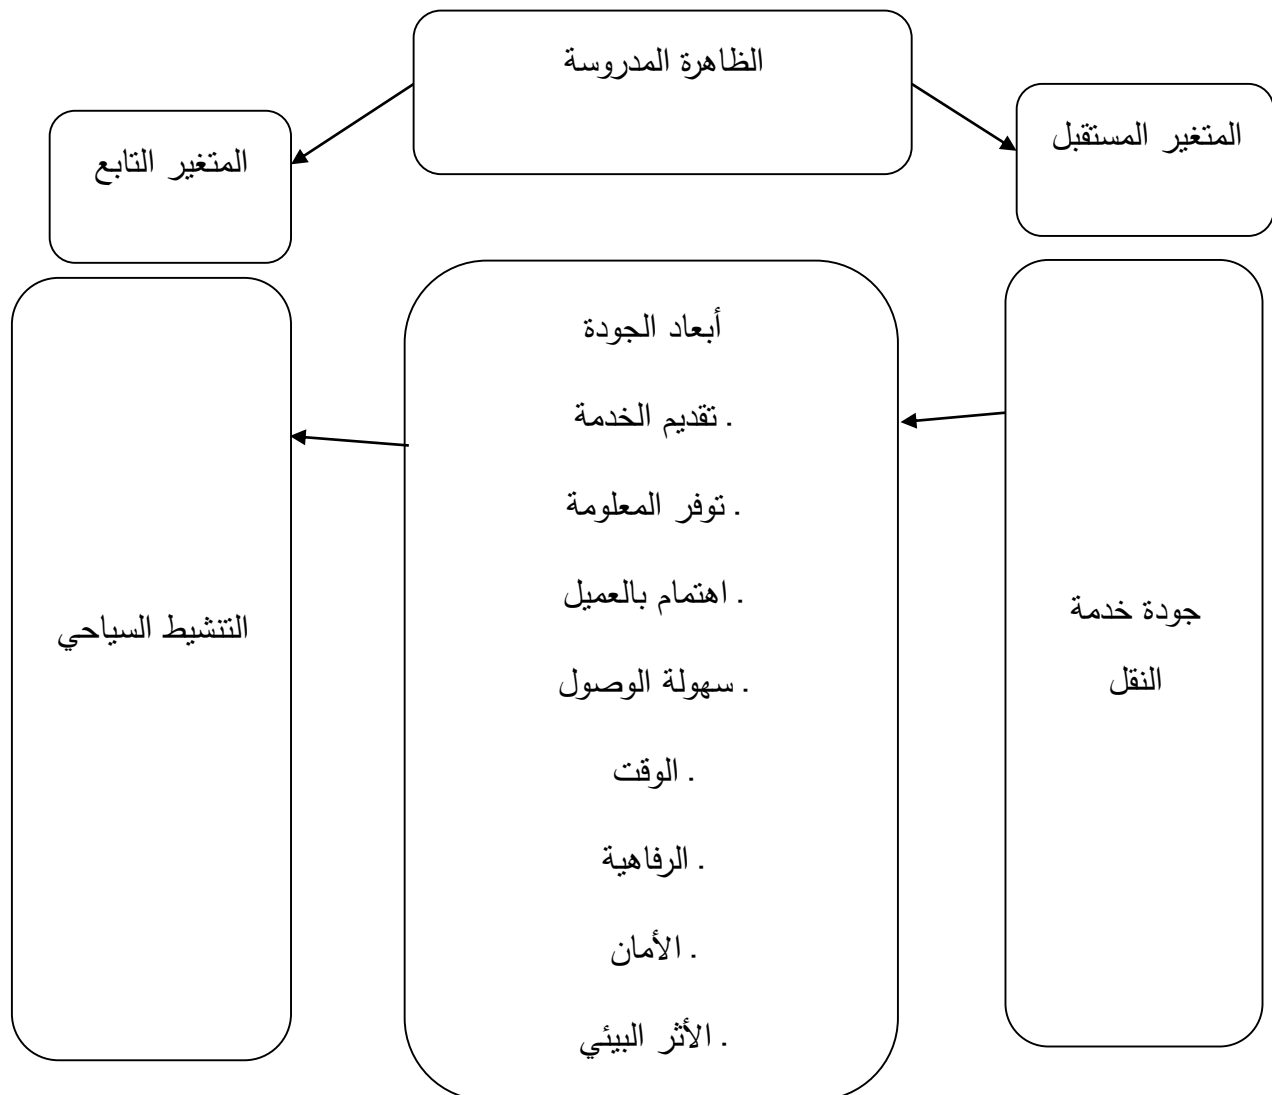 الظاهرة المدروسة
المتغير المستقبل
المتغير التابع
أبعاد الجودة
. تقديم الخدمة
. توفر المعلومة
. اهتمام بالعميل
. سهولة الوصول
. الوقت
. الرفاهية
. الأمان
. الأثر البيئي
جودة خدمة
النقل
التنشيط السياحي